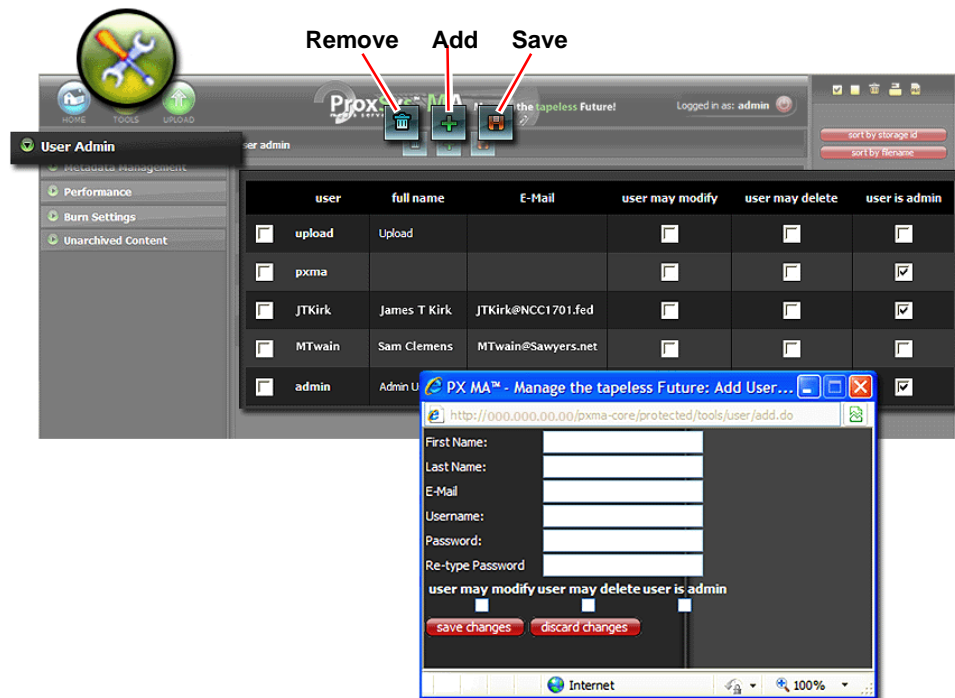 Remove Add Save
HOME TOOLS UPLOAD
the tapeless Future!
Logged in as: admin
sort by storage id
sort by filename
User Admin
ser admin
Metadata Management
Performance
Burn Settings
Unarchived Content
user full name E-Mail user may modify user may delete user is admin
upload Upload
pxma
JTKirk James T Kirk JTKirk@NCC1701.fed
MTwain Sam Clemens MTwain@Sawyers.net
admin Admin U
PX MA™ - Manage the tapeless Future: Add User...
http://000.000.00.00/pxma-core/protected/tools/user/add.do
First Name:
Last Name:
E-Mail
Username:
Password:
Re-type Password
user may modify user may delete user is admin
save changes discard changes
Internet 100%